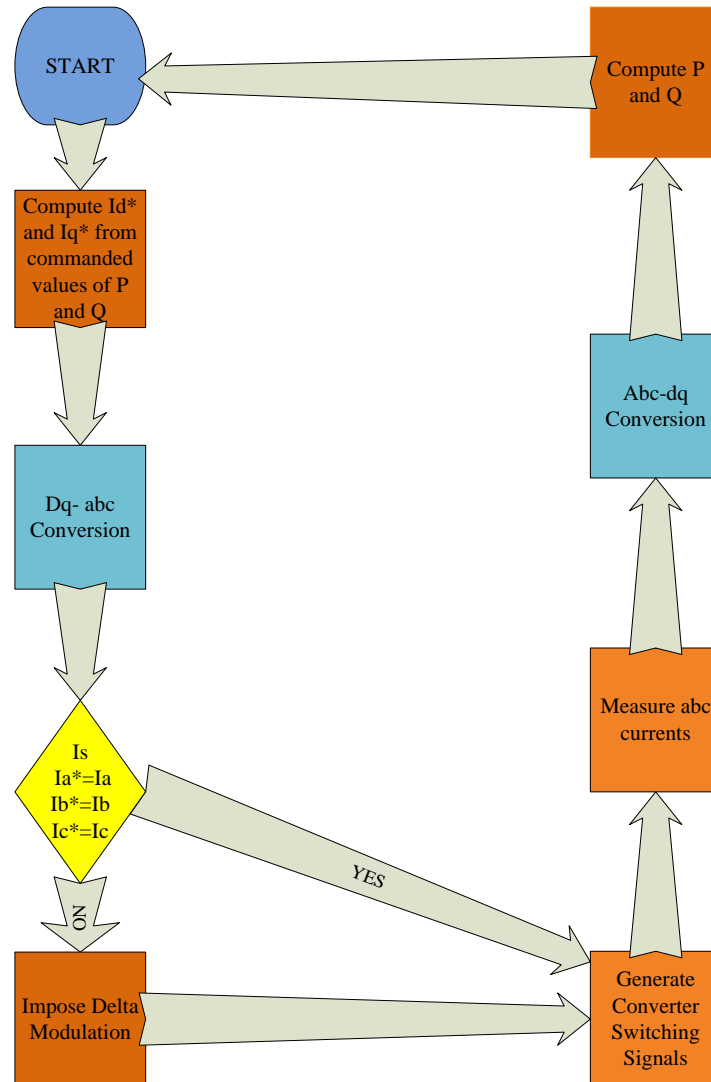 START
Compute P
and Q
Compute Id*
and Iq* from
commanded
values of P
and Q
Abc-dq
Conversion
Dq- abc
Conversion
Measure abc
currents
Is
Ia*=Ia
Ib*=Ib
Ic*=Ic
YES
NO
Impose Delta
Modulation
Generate
Converter
Switching
Signals